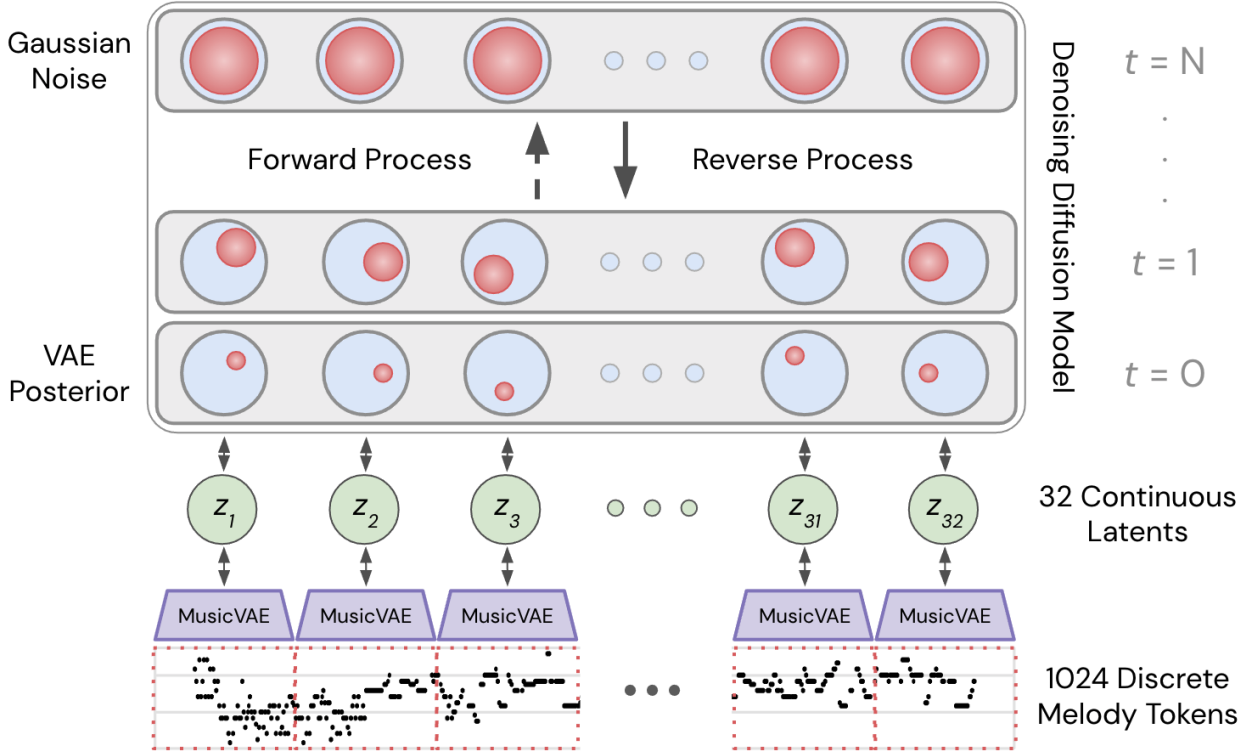 Gaussian
Noise
t = N
.
.
.
Forward Process
Reverse Process
Denoising Diffusion Model
t = 1
VAE
Posterior
t = 0
z1
z2
z3
z31
z32
32 Continuous
Latents
MusicVAE
MusicVAE
MusicVAE
MusicVAE
MusicVAE
1024 Discrete
Melody Tokens